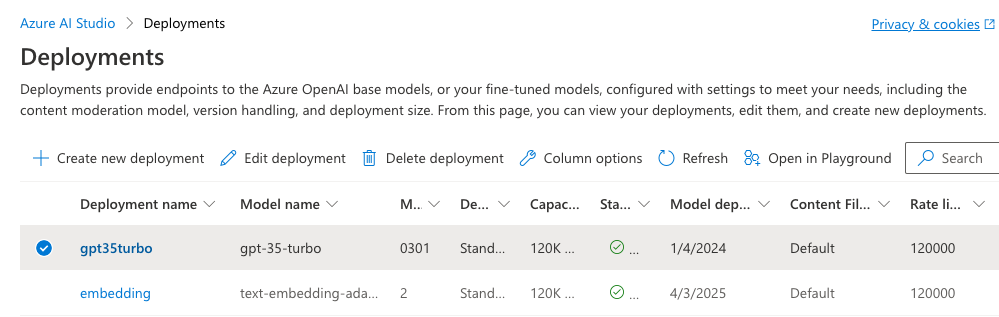 Azure AI Studio > Deployments
Privacy & cookies
Deployments
Deployments provide endpoints to the Azure OpenAI base models, or your fine-tuned models, configured with settings to meet your needs, including the
content moderation model, version handling, and deployment size. From this page, you can view your deployments, edit them, and create new deployments.
Create new deployment Edit deployment Delete deployment Column options Refresh Open in Playground Search
Deployment name Model name M... De... Capac... Sta... Model dep... Content Fil... Rate li...
gpt35turbo gpt-35-turbo 0301 Stand... 120K ... ... 1/4/2024 Default 120000
embedding text-embedding-ada... 2 Stand... 120K ... ... 4/3/2025 Default 120000